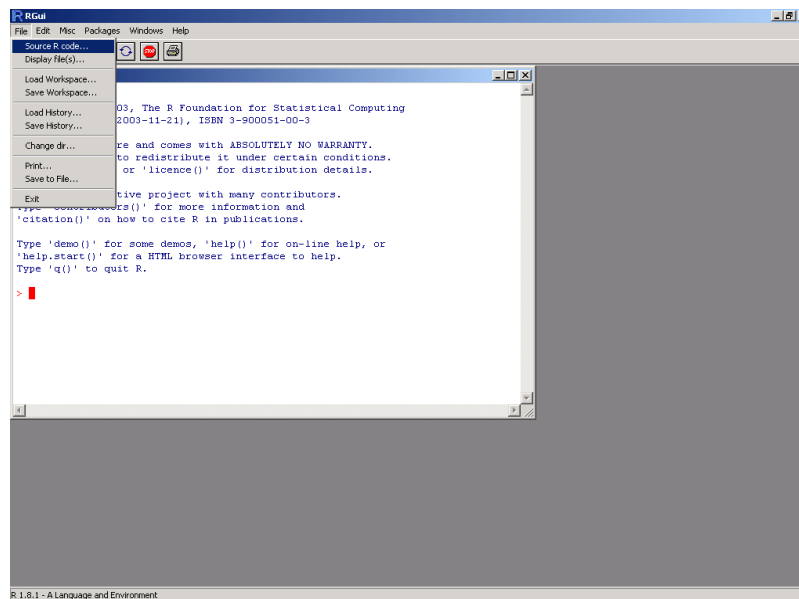 RGui
File Edit Misc Packages Windows Help
Source R code...
Display file(s)...
STOP
Load Workspace...
Save Workspace...
Load History...
Save History...
Change dir...
Print...
Save to File...
Exit
03, The R Foundation for Statistical Computing
2003-11-21), ISBN 3-900051-00-3
re and comes with ABSOLUTELY NO WARRANTY.
to redistribute it under certain conditions.
or 'licence()' for distribution details.
tive project with many contributors.
Type 'contributors()' for more information and
'citation()' on how to cite R in publications.
Type 'demo()' for some demos, 'help()' for on-line help, or
'help.start()' for a HTML browser interface to help.
Type 'q()' to quit R.
>
R 1.8.1 - A Language and Environment